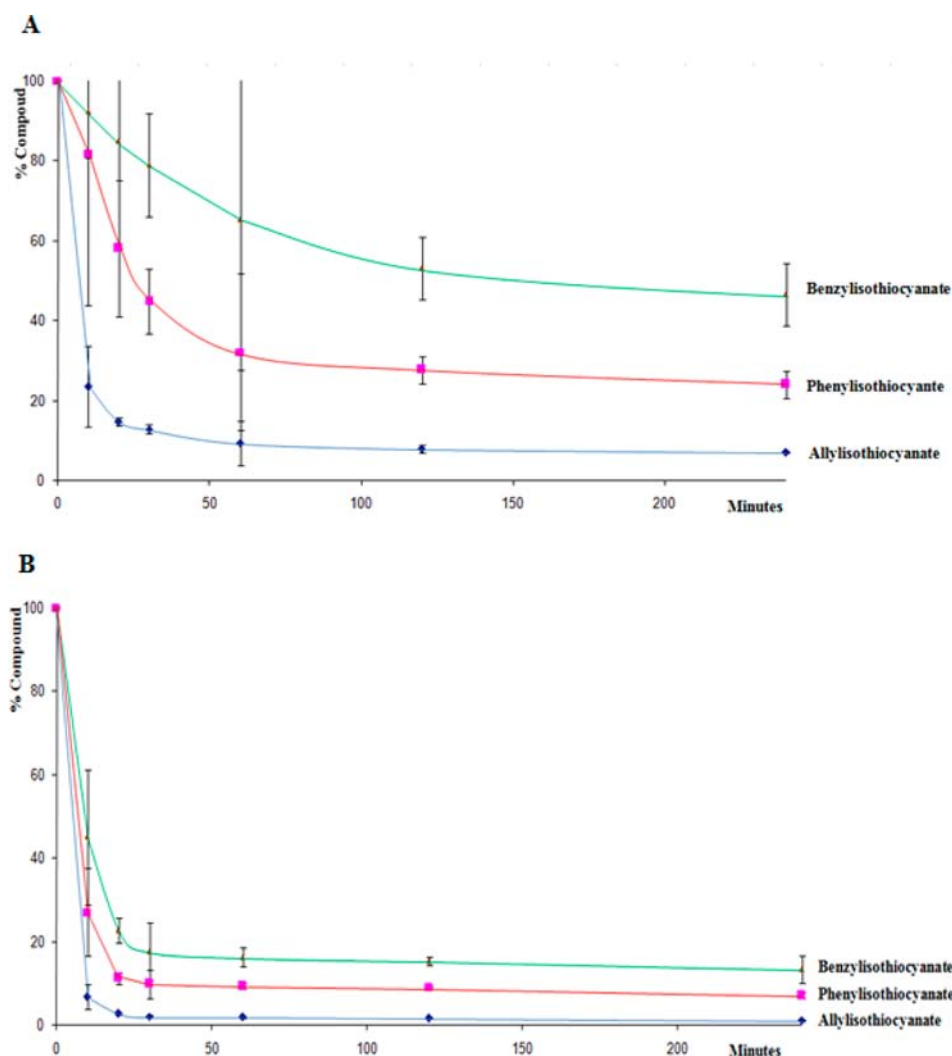 A
% Compoud
100
80
60
40
20
0
0 50 100 150 200
Minutes
Benzylisothiocyanate
Phenylisothiocyante
Allylisothiocyanate
B
% Compound
100
80
60
40
20
0
0 50 100 150 200
Minutes
Benzylisothiocyanate
Phenylisothiocyanate
Allylisothiocyanate